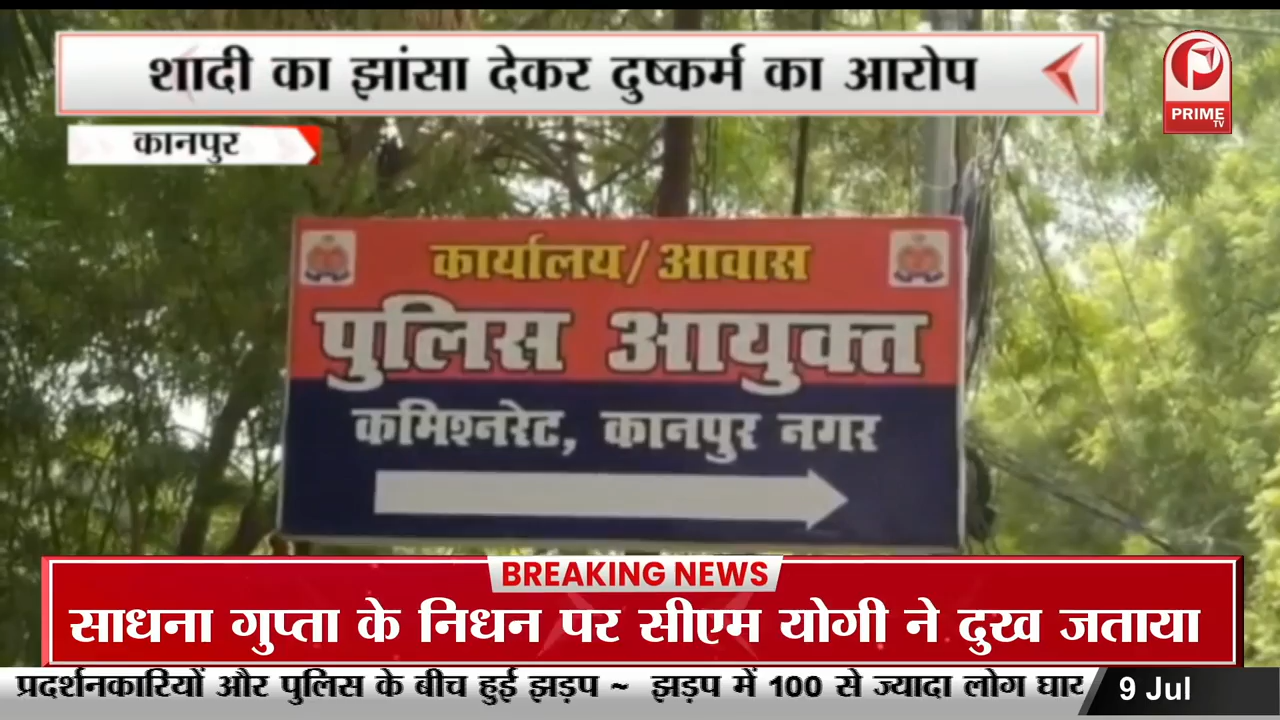 शादी का झांसा देकर दुष्कर्म का आरोप
PRIME
TV
कानपुर
कार्यालय/आवास
पुलिस आयुक्त
कमिश्नरेट, कानपुर नगर
BREAKING NEWS
साधना गुप्ता के निधन पर सीएम योगी ने दुख जताया
प्रदर्शनकारियों और पुलिस के बीच हुई झड़प ~ झड़प में 100 से ज्यादा लोग
9 Jul